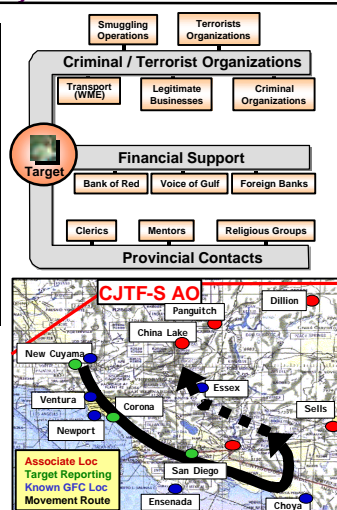 Smuggling
Operations
Terrorists
Organizations
Criminal / Terrorist Organizations
Transport
(WME)
Legitimate
Businesses
Criminal
Organizations
Target
Financial Support
Bank of Red
Voice of Gulf
Foreign Banks
Clerics
Mentors
Religious Groups
Provincial Contacts
CJTF-S AO
Dillion
Panguitch
China Lake
New Cuyama
Essex
Ventura
Corona
Sells
Newport
San Diego
Associate Loc
Target Reporting
Known GFC Loc
Movement Route
Ensenada
Choya